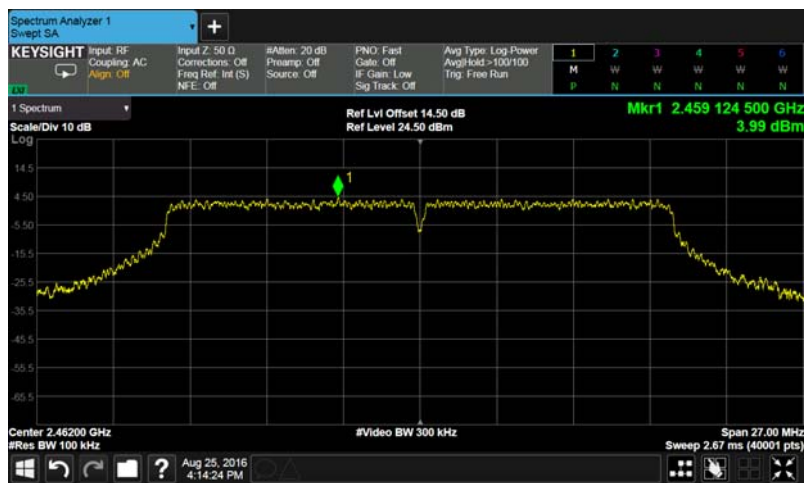 Spectrum Analyzer 1
Swept SA
+
KEYSIGHT
Input: RF
Coupling: AC
Align: Off
Input Z: 50 Ω
Corrections: Off
Freq Ref: Int (S)
NFE: Off
#Atten: 20 dB
Preamp: Off
Source: Off
PNO: Fast
Gate: Off
IF Gain: Low
Sig Track: Off
Avg Type: Log-Power
Avg|Hold:>100/100
Trig: Free Run
1 2 3 4 5 6
M W W W W W
P N N N N N
LXI
1 Spectrum
Scale/Div 10 dB
Log
Ref Lvl Offset 14.50 dB
Ref Level 24.50 dBm
Mkr1 2.459 124 500 GHz
3.99 dBm
14.5
4.50
-5.50
-15.5
-25.5
-35.5
-45.5
-55.5
-65.5
1
Center 2.46200 GHz
#Res BW 100 kHz
#Video BW 300 kHz
Span 27.00 MHz
Sweep 2.67 ms (40001 pts)
?
Aug 25, 2016
4:14:24 PM